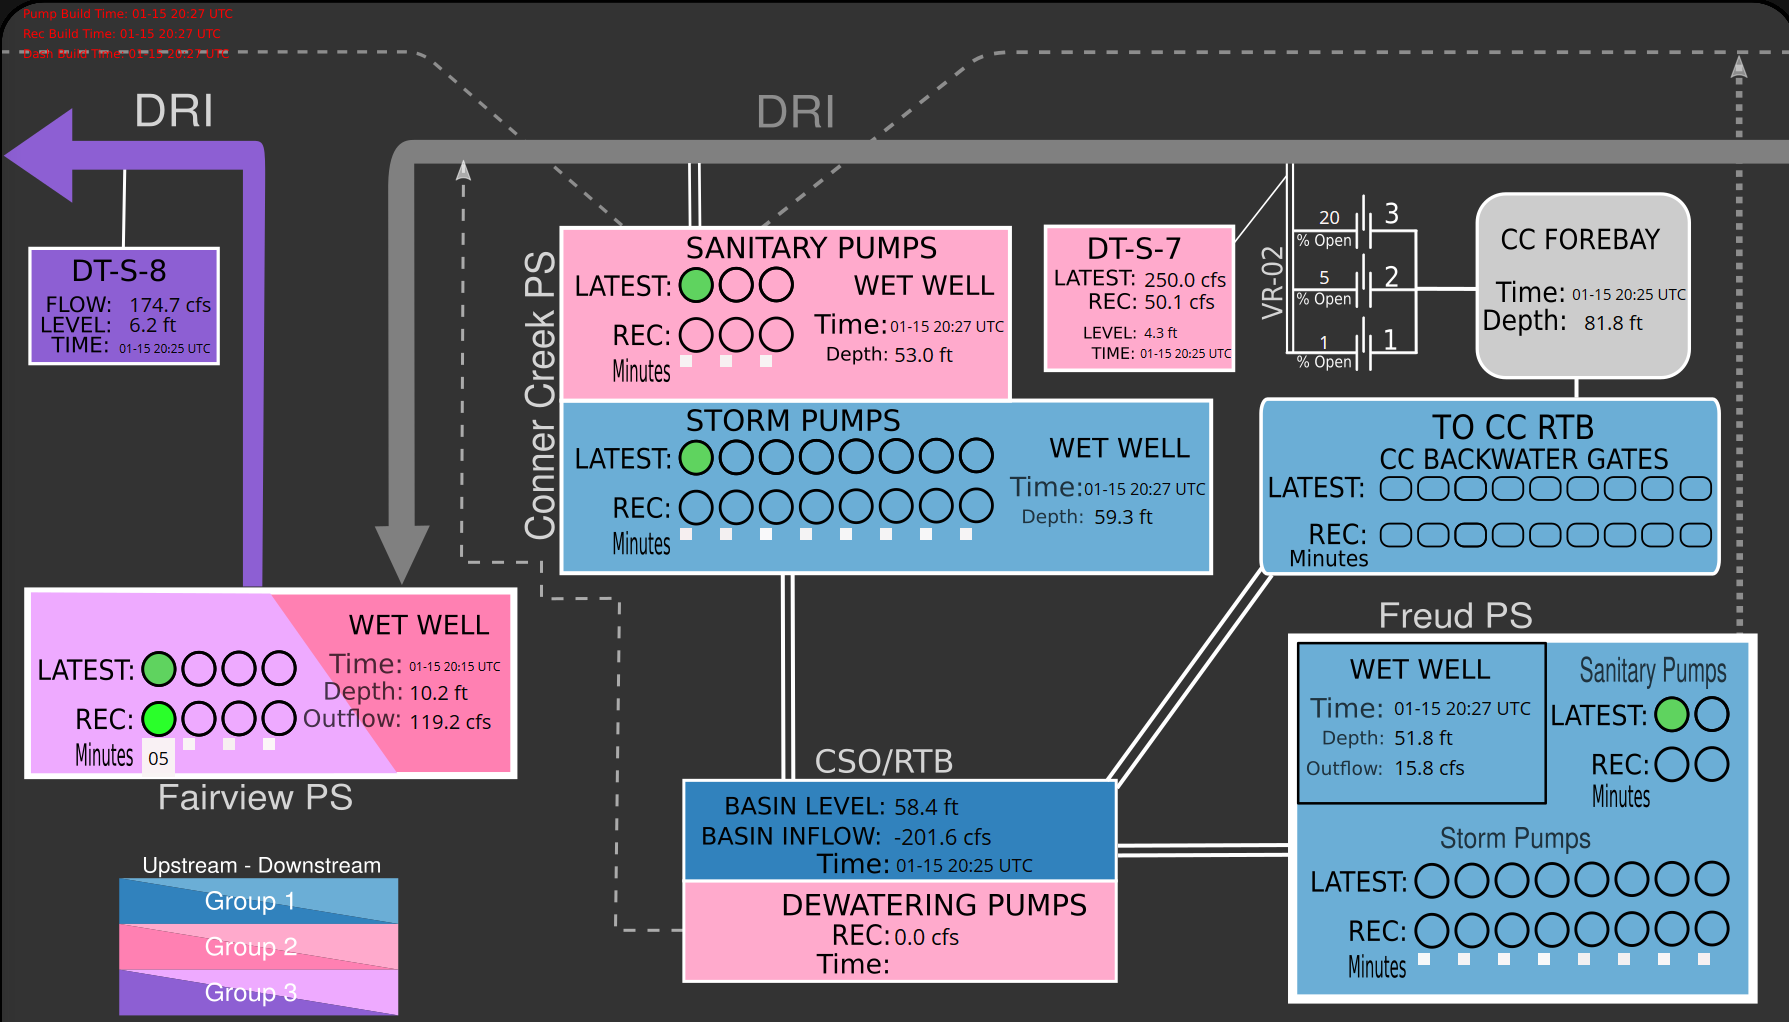 Pump Build Time: 01-15 20:27 UTC
Rec Build Time: 01-15 20:27 UTC
Dash Build Time: 01-15 20:27 UTC
DRI
DRI
DT-S-8
FLOW: 174.7 cfs
LEVEL: 6.2 ft
TIME: 01-15 20:25 UTC
Conner Creek PS
SANITARY PUMPS
LATEST:
WET WELL
REC:
Time: 01-15 20:27 UTC
Depth: 53.0 ft
Minutes
STORM PUMPS
LATEST:
WET WELL
REC:
Time: 01-15 20:27 UTC
Depth: 59.3 ft
Minutes
DT-S-7
LATEST: 250.0 cfs
REC: 50.1 cfs
LEVEL: 4.3 ft
TIME: 01-15 20:25 UTC
VR-02
20 3
% Open
5 2
% Open
1 1
% Open
CC FOREBAY
Time: 01-15 20:25 UTC
Depth: 81.8 ft
TO CC RTB
CC BACKWATER GATES
LATEST:
REC:
Minutes
WET WELL
LATEST:
Time: 01-15 20:15 UTC
Depth: 10.2 ft
REC:
Outflow: 119.2 cfs
Minutes 05
Fairview PS
Freud PS
WET WELL
Time: 01-15 20:27 UTC
Depth: 51.8 ft
Outflow: 15.8 cfs
Sanitary Pumps
LATEST:
REC:
Minutes
Storm Pumps
LATEST:
REC:
Minutes
CSO/RTB
BASIN LEVEL: 58.4 ft
BASIN INFLOW: -201.6 cfs
Time: 01-15 20:25 UTC
DEWATERING PUMPS
REC: 0.0 cfs
Time:
Upstream - Downstream
Group 1
Group 2
Group 3